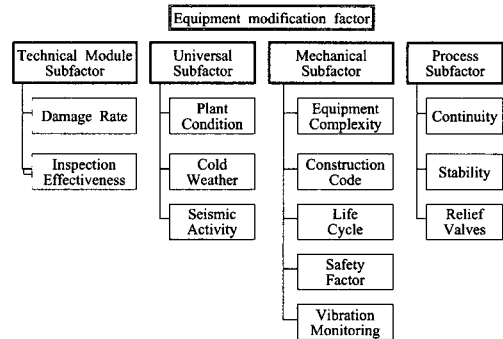 Equipment modification factor
Technical Module
Subfactor
Damage Rate
Inspection
Effectiveness
Universal
Subfactor
Plant
Condition
Cold
Weather
Seismic
Activity
Mechanical
Subfactor
Equipment
Complexity
Construction
Code
Life
Cycle
Safety
Factor
Vibration
Monitoring
Process
Subfactor
Continuity
Stability
Relief
Valves